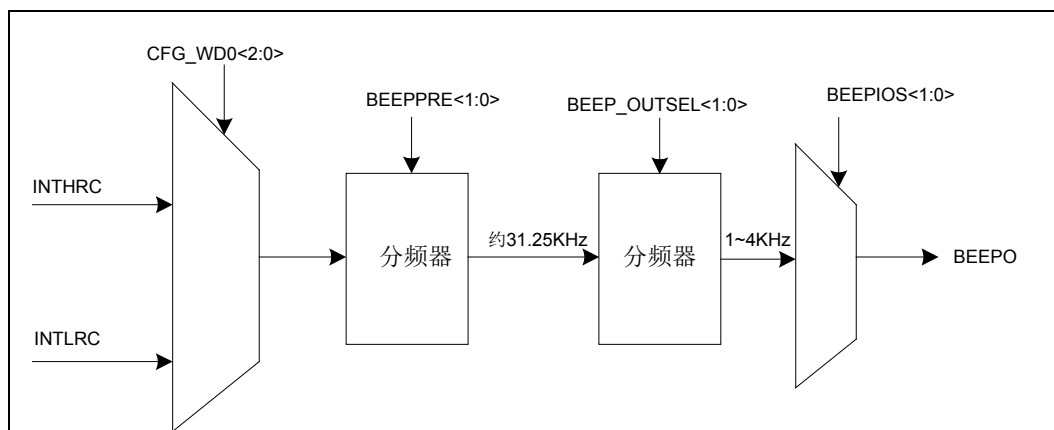 CFG_WD0<2:0>
BEEPPRE<1:0>
BEEP_OUTSEL<1:0>
BEEPIOS<1:0>
INTHRC
分频器
约31.25KHz
分频器
1~4KHz
BEEPO
INTLRC